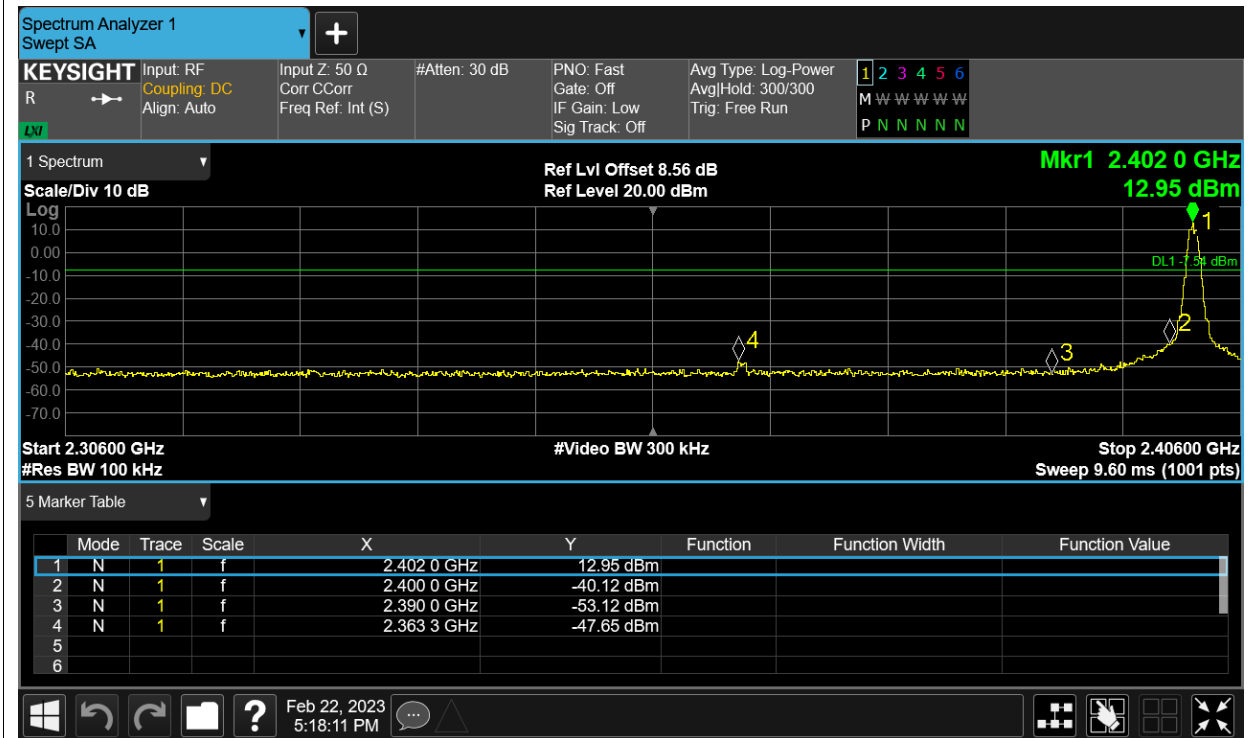 Spectrum Analyzer 1
Swept SA
KEYSIGHT
R
LXI
Input: RF
Coupling: DC
Align: Auto
Input Z: 50 Ω
Corr CCorr
Freq Ref: Int (S)
#Atten: 30 dB
PNO: Fast
Gate: Off
IF Gain: Low
Sig Track: Off
Avg Type: Log-Power
Avg|Hold: 300/300
Trig: Free Run
1 2 3 4 5 6
M W W W W W
P N N N N N
1 Spectrum
Scale/Div 10 dB
Ref Lvl Offset 8.56 dB
Ref Level 20.00 dBm
Mkr1 2.402 0 GHz
12.95 dBm
Log
10.0
0.00
-10.0
-20.0
-30.0
-40.0
-50.0
-60.0
-70.0
1
DL1 -7.54 dBm
2
4
3
Start 2.30600 GHz
#Res BW 100 kHz
#Video BW 300 kHz
Stop 2.40600 GHz
Sweep 9.60 ms (1001 pts)
5 Marker Table
Mode Trace Scale X Y Function Function Width Function Value
1 N 1 f 2.402 0 GHz 12.95 dBm
2 N 1 f 2.400 0 GHz -40.12 dBm
3 N 1 f 2.390 0 GHz -53.12 dBm
4 N 1 f 2.363 3 GHz -47.65 dBm
5
6
?
Feb 22, 2023
5:18:11 PM